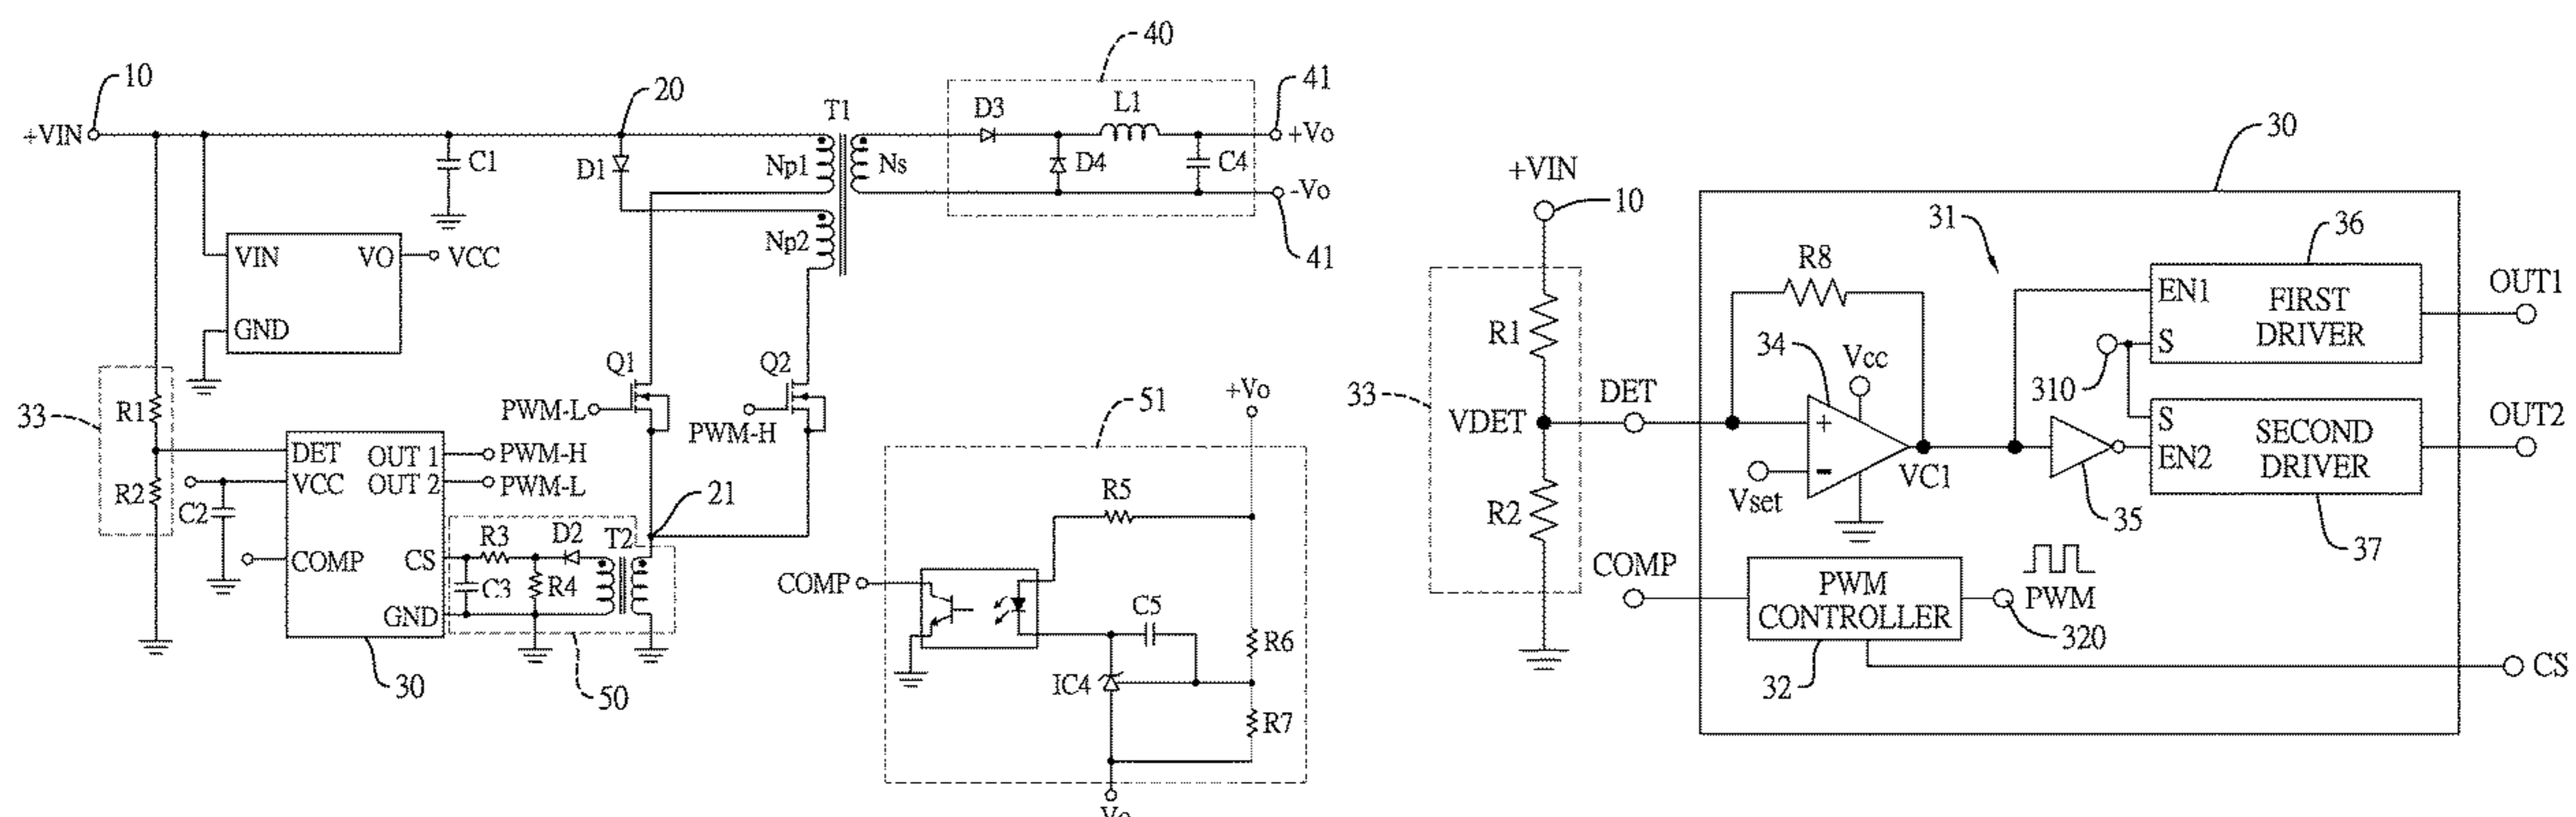 40
10
20
T1
41
D3
L1
+VIN
+Vo
C1
D1
Np1
Ns
D4
C4
-Vo
41
Np2
VIN
VO
VCC
GND
Q1
Q2
PWM-L
PWM-H
33
R1
R2
DET
OUT 1
PWM-H
VCC
OUT 2
PWM-L
C2
21
R3
D2
T2
COMP
CS
C3
R4
GND
30
50
51
+Vo
R5
COMP
C5
R6
IC4
R7
30
+VIN
10
31
36
R8
EN1
FIRST
DRIVER
OUT1
R1
34
Vcc
S
310
33
DET
VDET
+
-
S
SECOND
DRIVER
EN2
OUT2
VC1
Vset
R2
35
37
COMP
PWM
CONTROLLER
PWM
320
32
CS